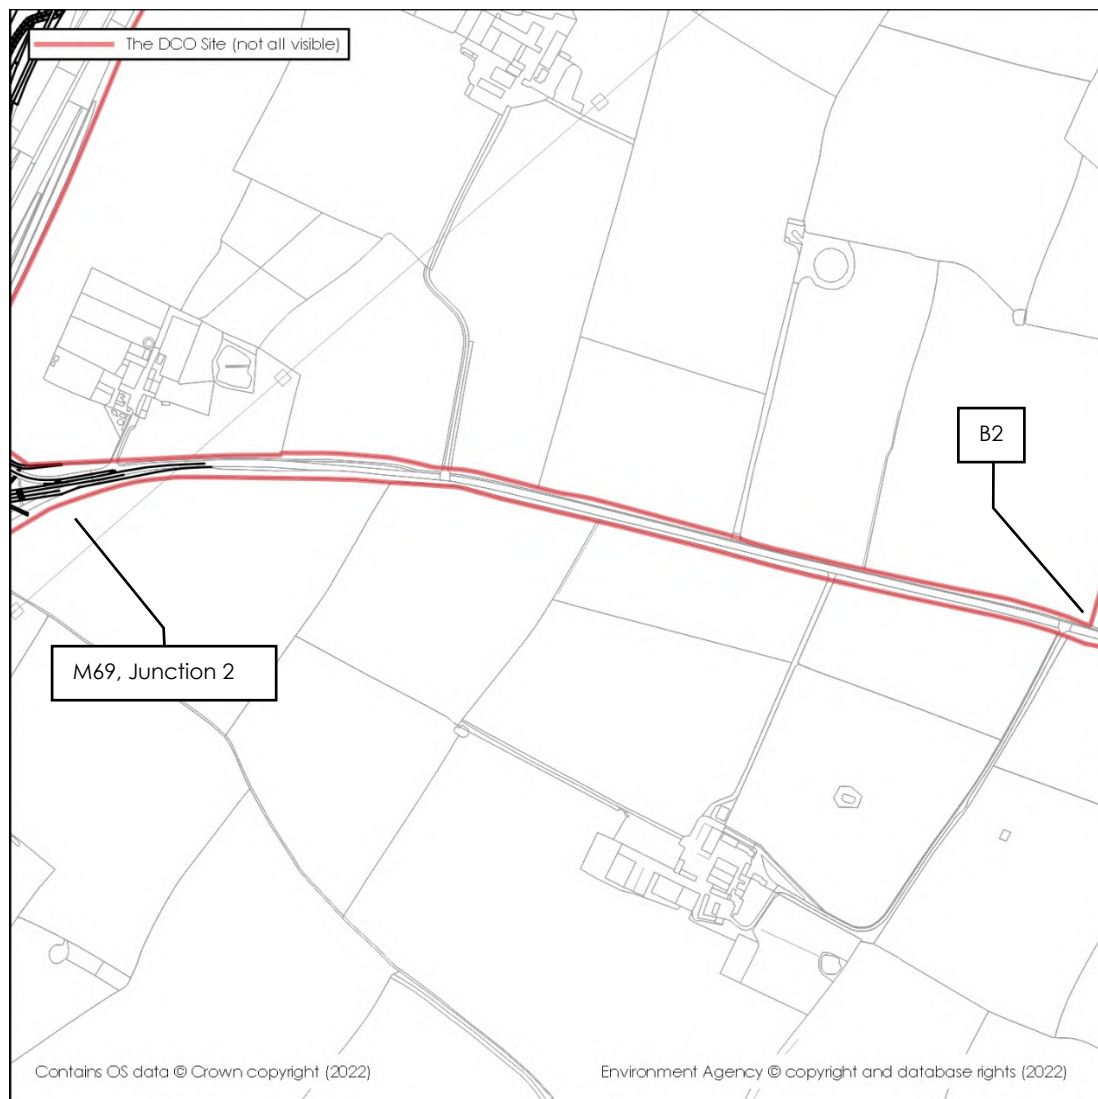 The DCO Site (not all visible)
B2
M69, Junction 2
Contains OS data © Crown copyright (2022)
Environment Agency © copyright and database rights (2022)